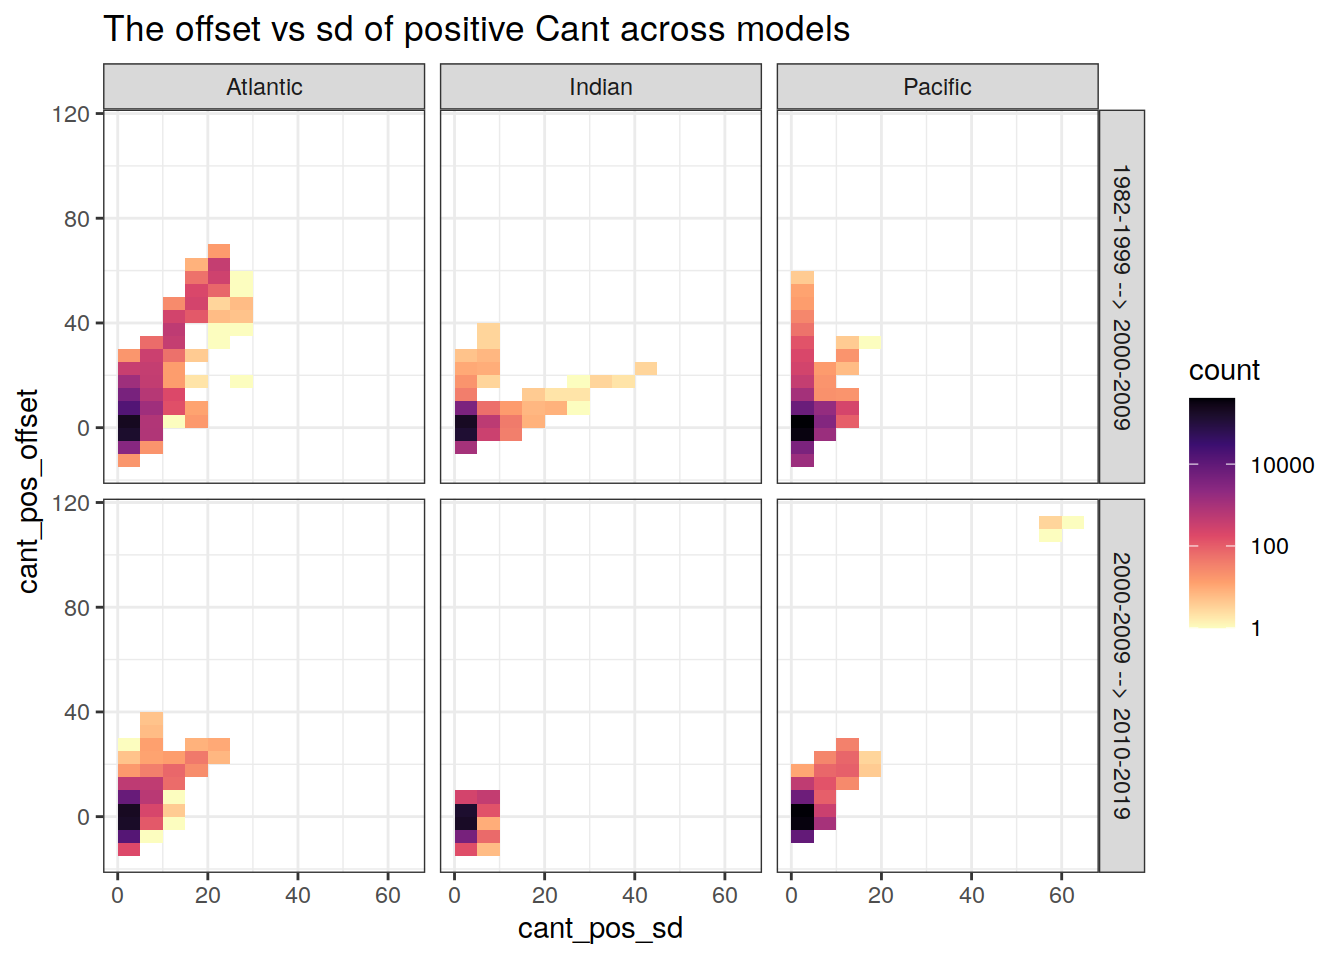 The offset vs sd of positive Cant across models
Atlantic
Indian
Pacific
120
80
40
0
1982-1999 --> 2000-2009
120
80
40
0
2000-2009 --> 2010-2019
cant_pos_offset
0 20 40 60
0 20 40 60
0 20 40 60
cant_pos_sd
count
10000
100
1